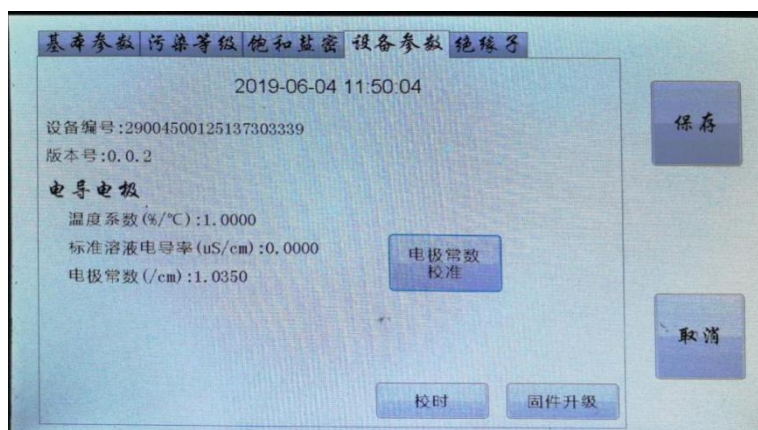 基本参数 污染等级 饱和盐密 设备参数 绝缘子
2019-06-04 11:50:04
设备编号:29004500125137303339
版本号:0.0.2
电导电极
温度系数(%/℃):1.0000
标准溶液电导率(uS/cm):0.0000
电极常数(/cm):1.0350
电极常数
校准
校时
固件升级
保存
取消